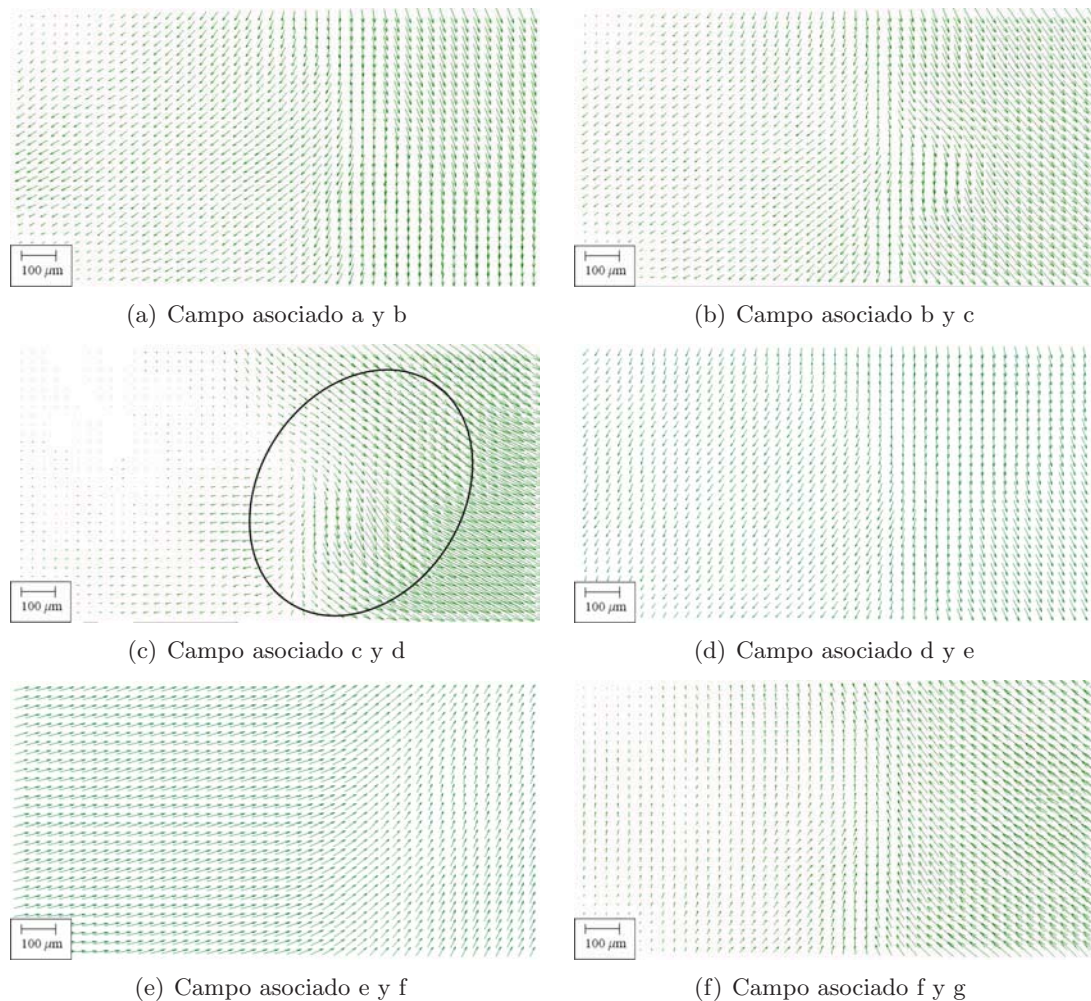 100 μm
100 μm
(a) Campo asociado a y b
(b) Campo asociado b y c
100 μm
100 μm
(c) Campo asociado c y d
(d) Campo asociado d y e
100 μm
100 μm
(e) Campo asociado e y f
(f) Campo asociado f y g